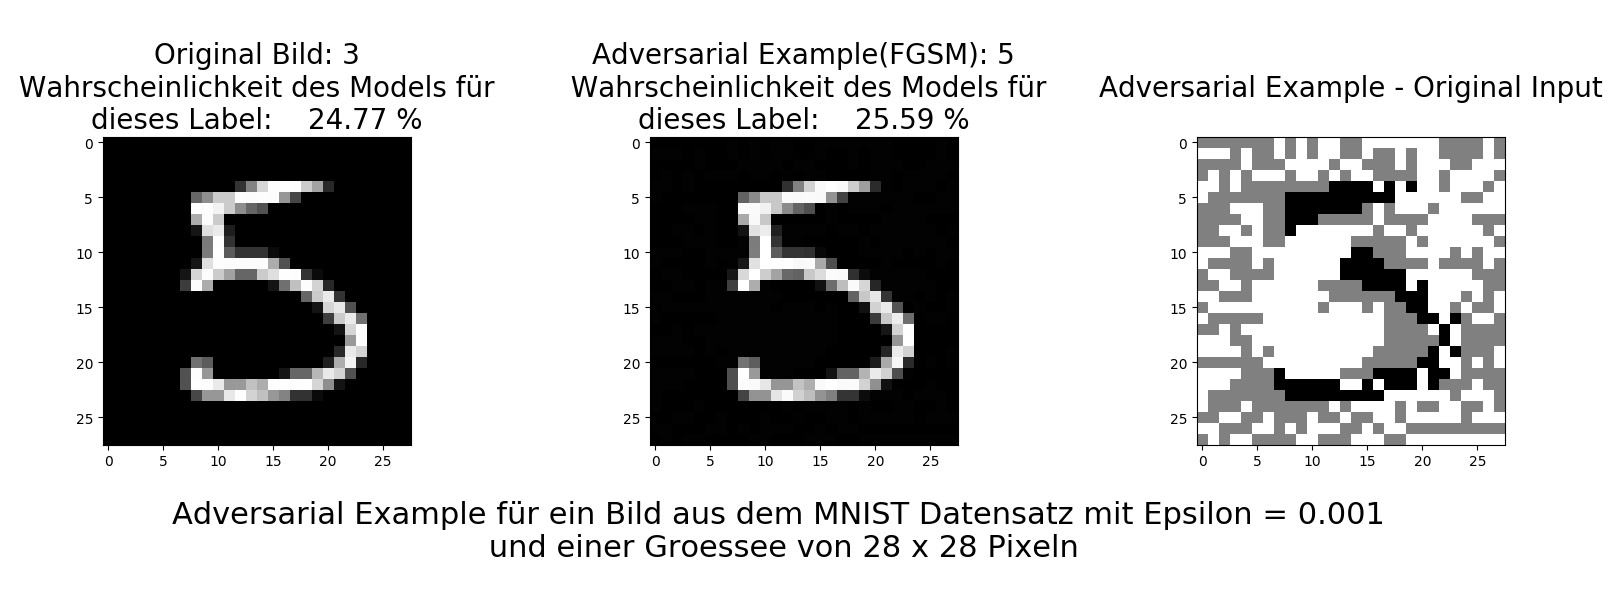 Original Bild: 3
Wahrscheinlichkeit des Models für
dieses Label: 24.77 %
0
5
10
15
20
25
0 5 10 15 20 25
Adversarial Example(FGSM): 5
Wahrscheinlichkeit des Models für
dieses Label: 25.59 %
0
5
10
15
20
25
0 5 10 15 20 25
Adversarial Example - Original Input
0
5
10
15
20
25
0 5 10 15 20 25
Adversarial Example für ein Bild aus dem MNIST Datensatz mit Epsilon = 0.001
und einer Groessee von 28 x 28 Pixeln